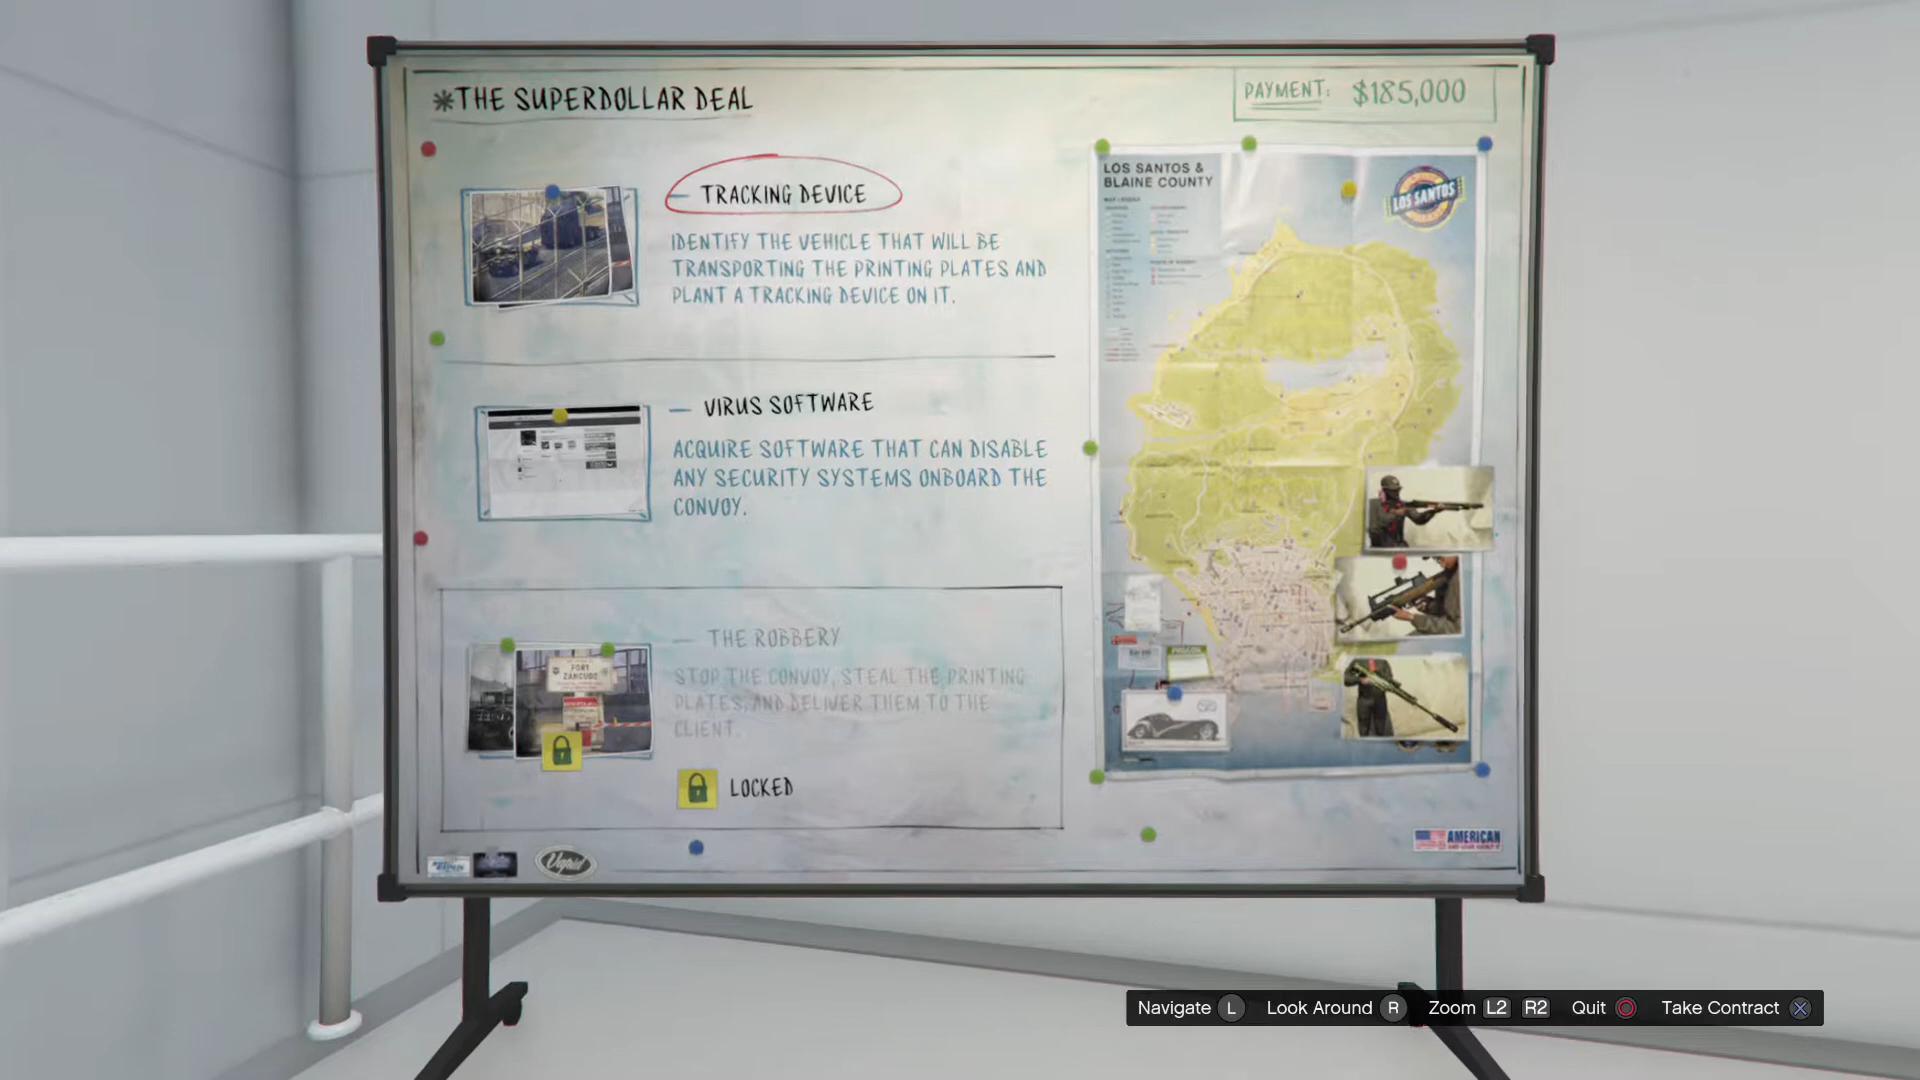 *THE SUPERDOLLAR DEAL
PAYMENT: $185,000
TRACKING DEVICE
IDENTIFY THE VEHICLE THAT WILL BE
TRANSPORTING THE PRINTING PLATES AND
PLANT A TRACKING DEVICE ON IT.
VIRUS SOFTWARE
ACQUIRE SOFTWARE THAT CAN DISABLE
ANY SECURITY SYSTEMS ONBOARD THE
CONVOY.
FORT
ZANCUDO
THE ROBBERY
STOP THE CONVOY, STEAL THE PRINTING
PLATES, AND DELIVER THEM TO THE
CLIENT.
LOCKED
LOS SANTOS &
BLAINE COUNTY
LOS SANTOS
Vapid
AMERICAN
Navigate L Look Around R Zoom L2 R2 Quit Take Contract